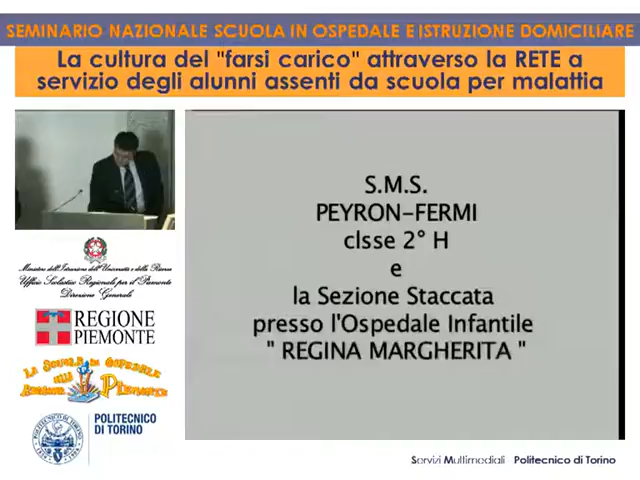 SEMINARIO NAZIONALE SCUOLA IN OSPEDALE E ISTRUZIONE DOMICILIARE
La cultura del "farsi carico" attraverso la RETE a
servizio degli alunni assenti da scuola per malattia
S.M.S.
PEYRON-FERMI
clsse 2° H
e
la Sezione Staccata
presso l'Ospedale Infantile
" REGINA MARGHERITA "
Ministero dell'Istruzione dell'Università e della Ricerca
Ufficio Scolastico Regionale per il Piemonte
Direzione Generale
REGIONE
PIEMONTE
La Scuola in Ospedale
Piemonte
POLITECNICO
DI TORINO
Servizi Multimediali Politecnico di Torino